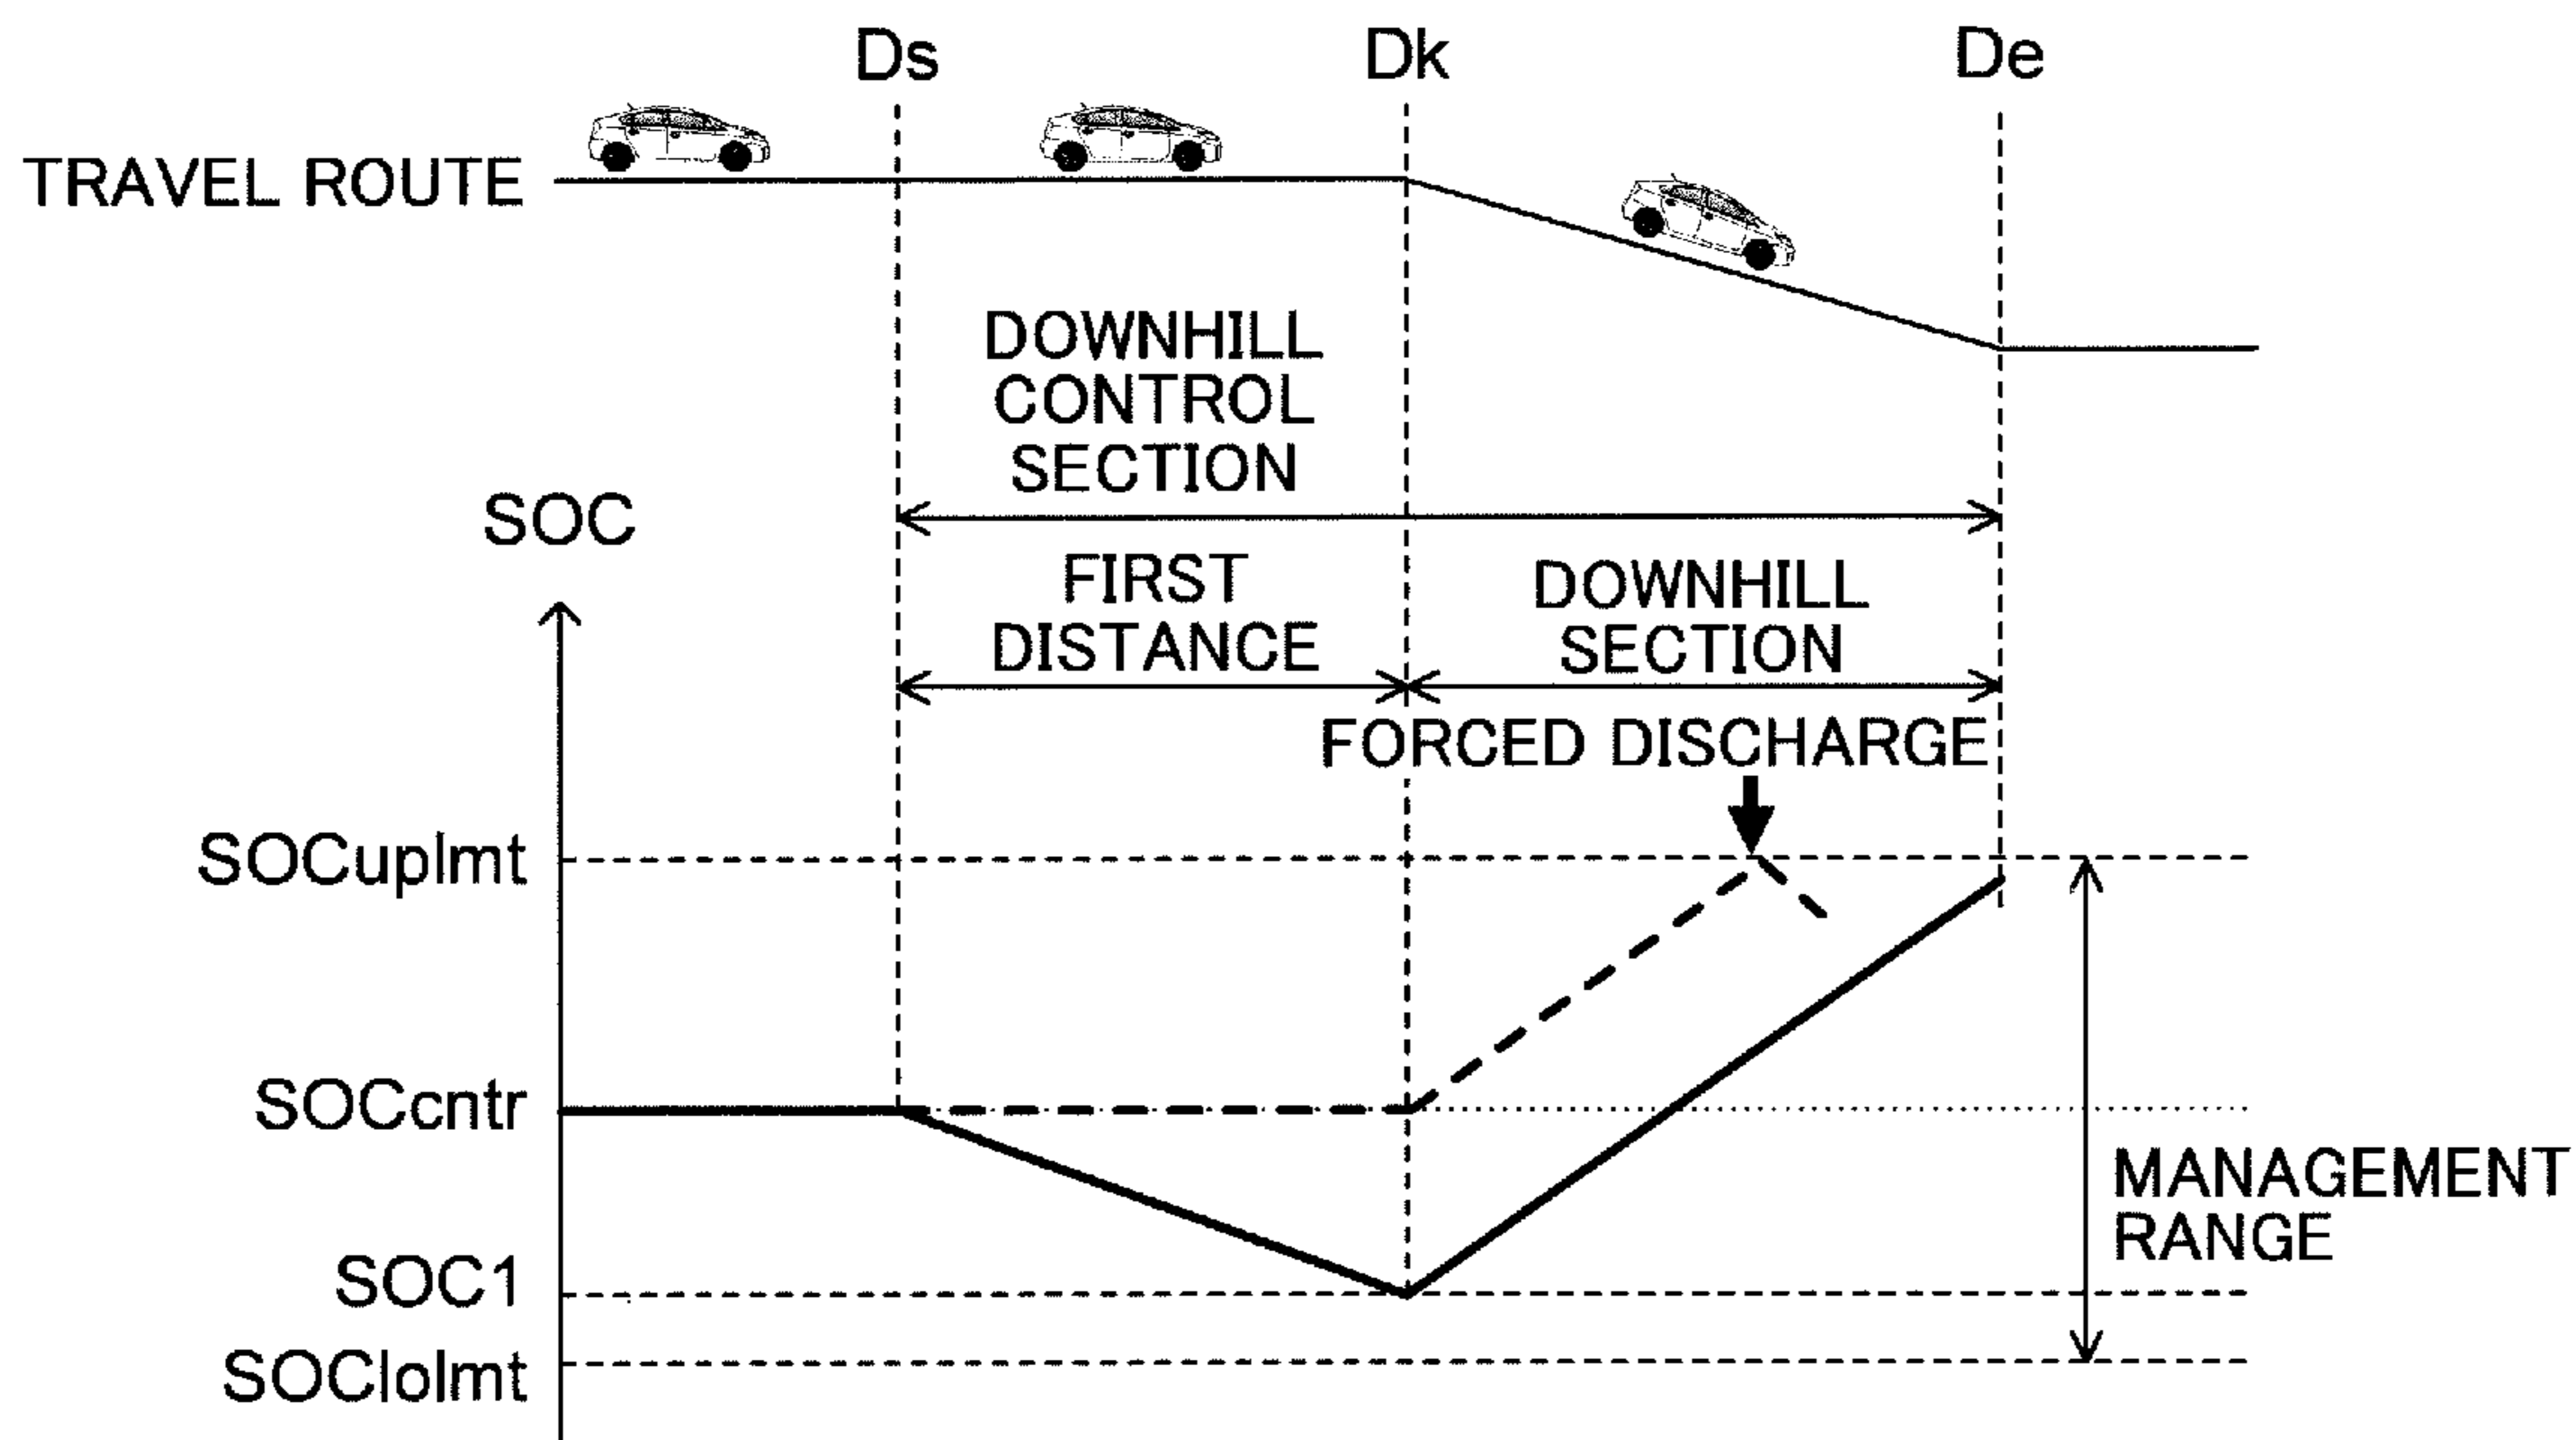 Ds Dk De
TRAVEL ROUTE
DOWNHILL
CONTROL
SECTION
SOC
FIRST
DISTANCE
DOWNHILL
SECTION
FORCED DISCHARGE
SOCuplmt
SOCcntr
MANAGEMENT
RANGE
SOC1
SOClolmt